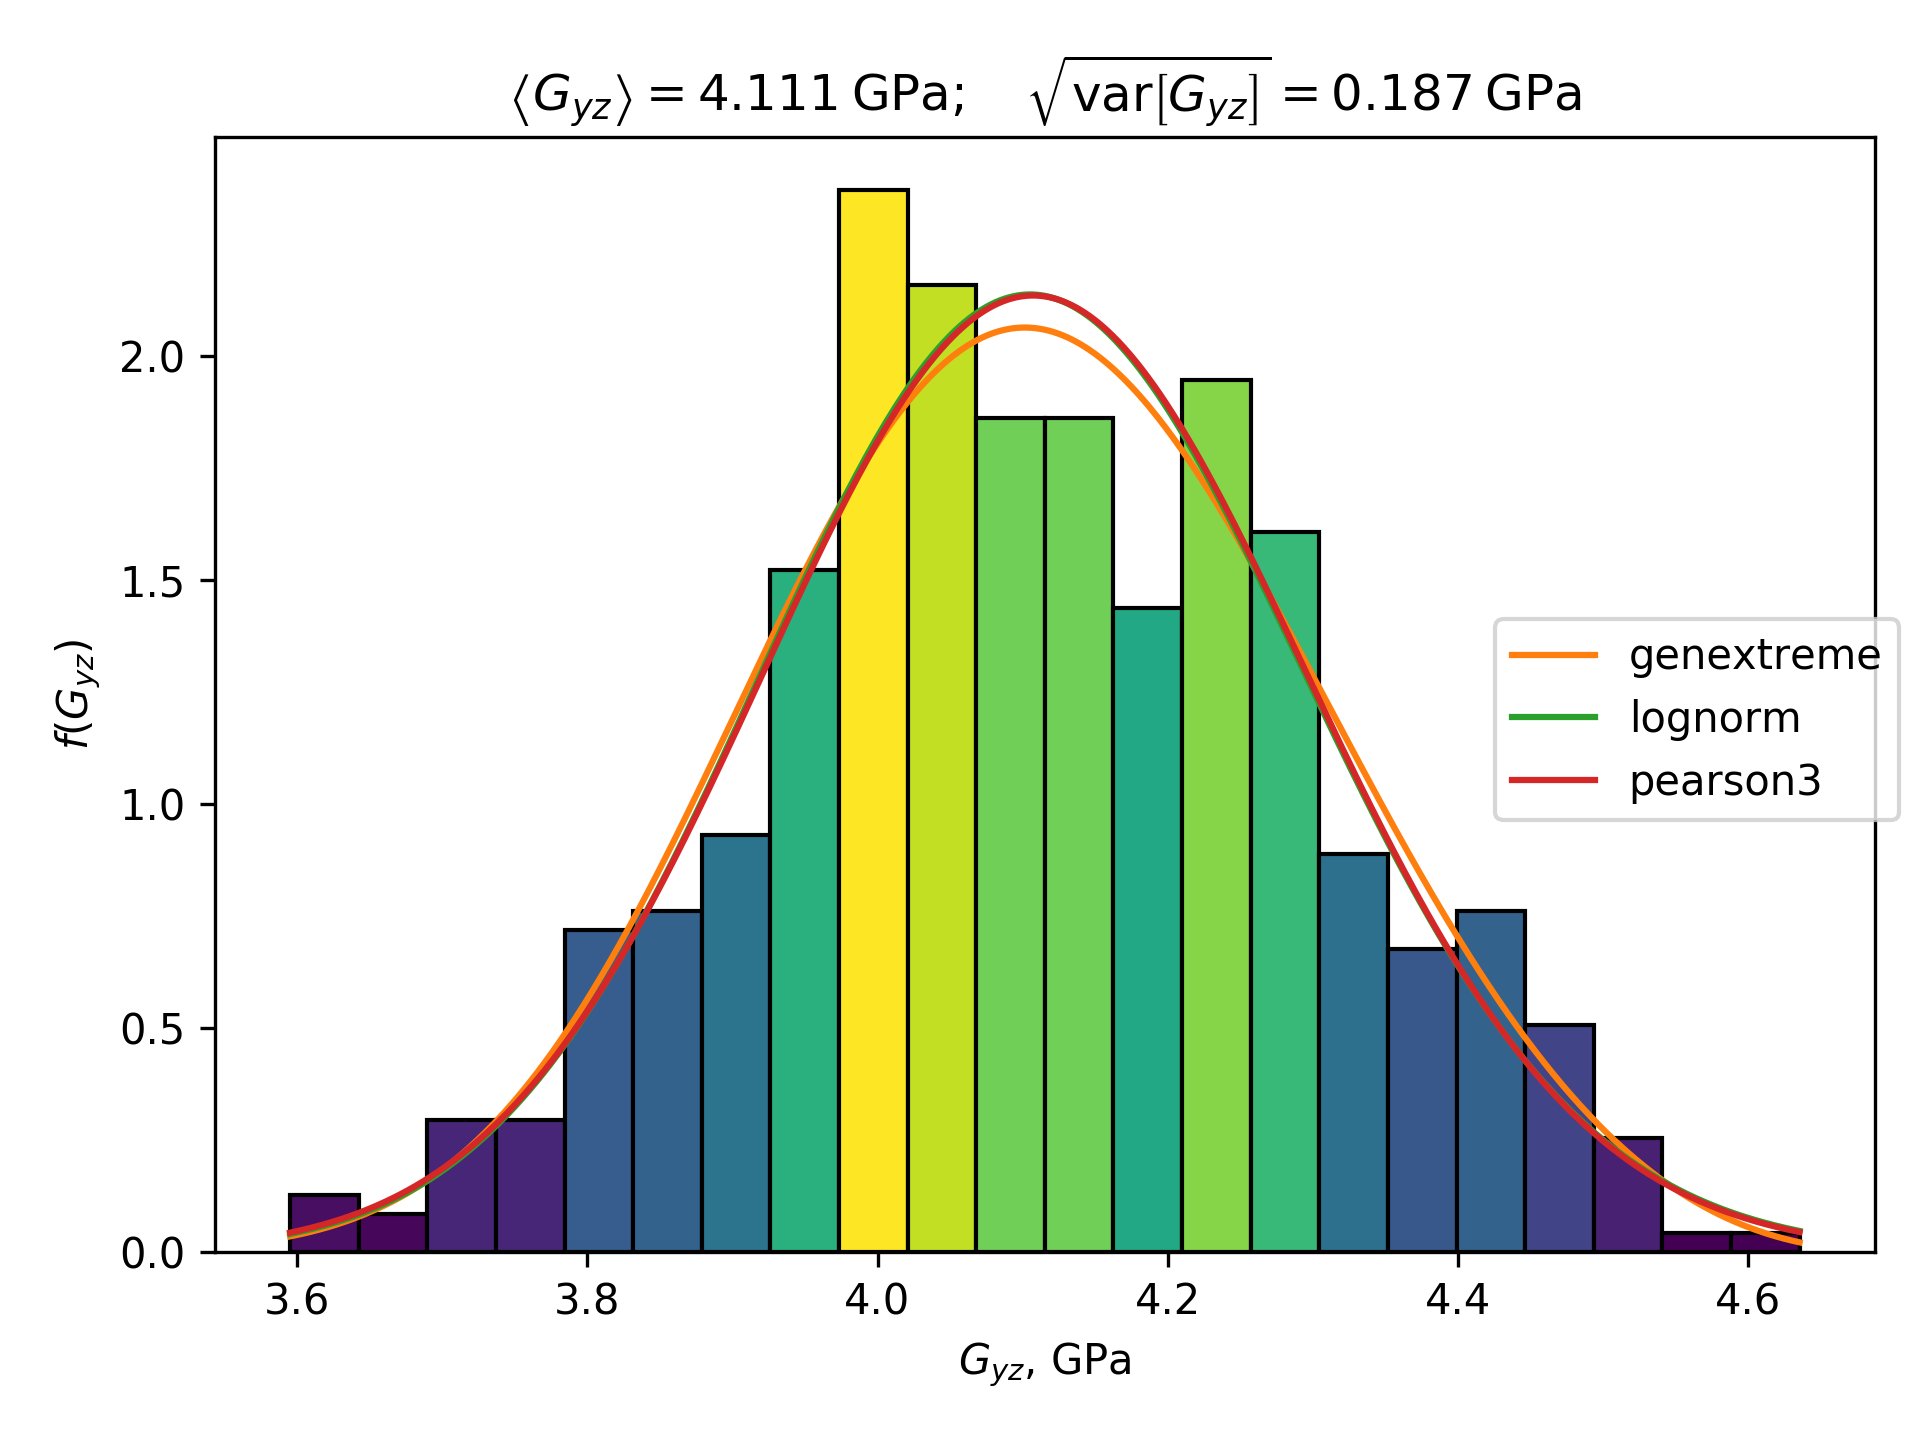 ⟨G_yz⟩ = 4.111 GPa; √var[G_yz] = 0.187 GPa
f(G_yz)
2.0
1.5
1.0
0.5
0.0
genextreme
lognorm
pearson3
3.6 3.8 4.0 4.2 4.4 4.6
G_yz, GPa